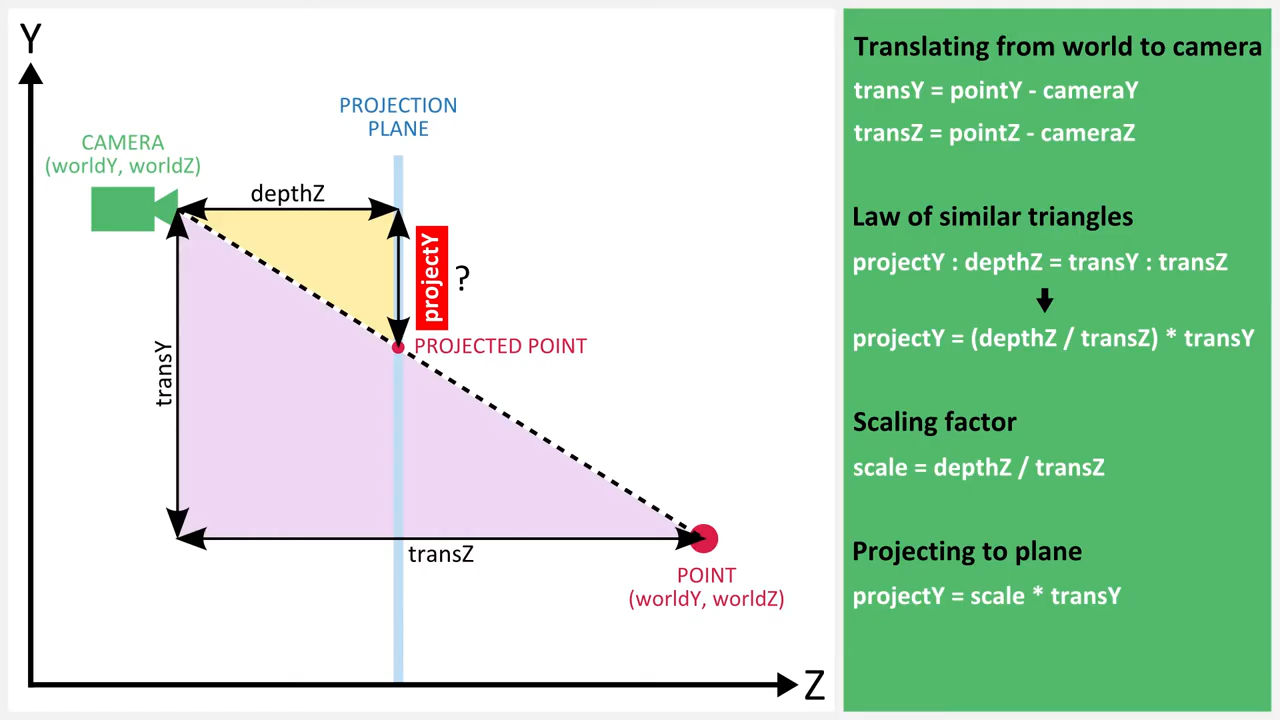 Y
PROJECTION
PLANE
CAMERA
(worldY, worldZ)
depthZ
projectY
?
PROJECTED POINT
transY
transZ
POINT
(worldY, worldZ)
Z
Translating from world to camera
transY = pointY - cameraY
transZ = pointZ - cameraZ
Law of similar triangles
projectY : depthZ = transY : transZ
projectY = (depthZ / transZ) * transY
Scaling factor
scale = depthZ / transZ
Projecting to plane
projectY = scale * transY